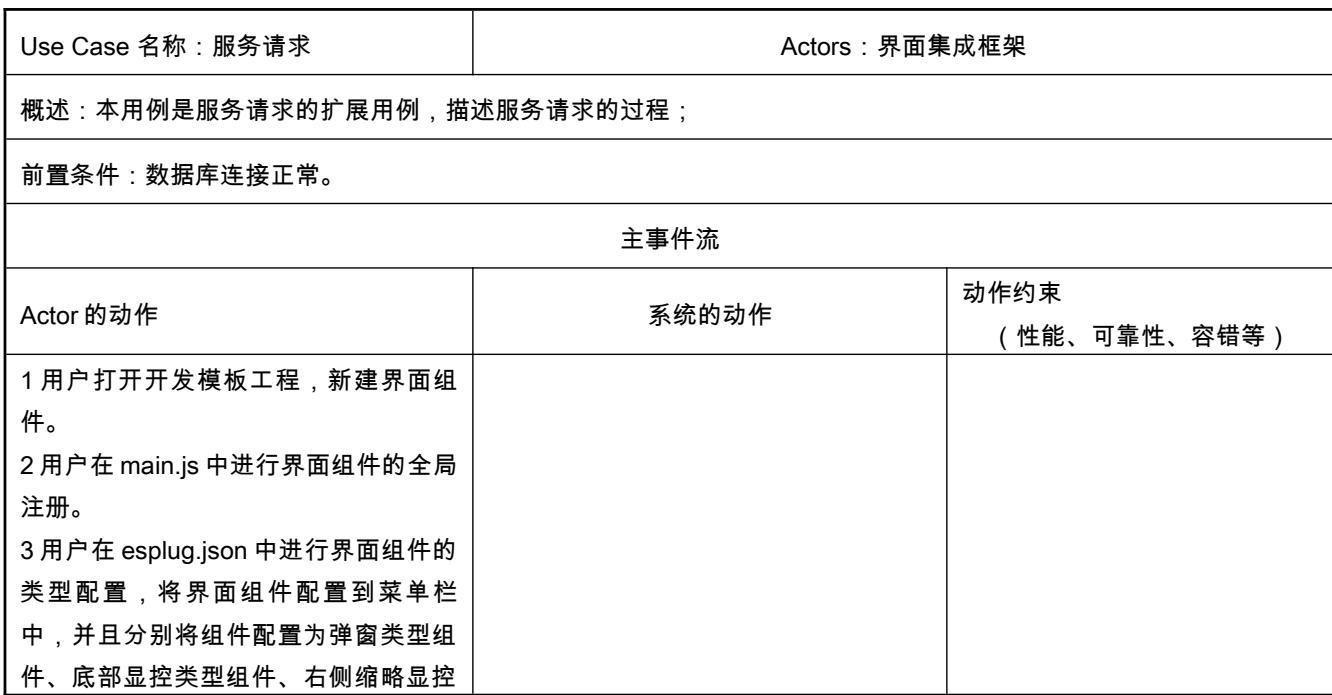 Use Case 名称：服务请求
Actors：界面集成框架
概述：本用例是服务请求的扩展用例，描述服务请求的过程；
前置条件：数据库连接正常。
主事件流
Actor 的动作
系统的动作
动作约束
（性能、可靠性、容错等）
1 用户打开开发模板工程，新建界面组
件。
2 用户在 main.js 中进行界面组件的全局
注册。
3 用户在 esplug.json 中进行界面组件的
类型配置，将界面组件配置到菜单栏
中，并且分别将组件配置为弹窗类型组
件、底部显控类型组件、右侧缩略显控